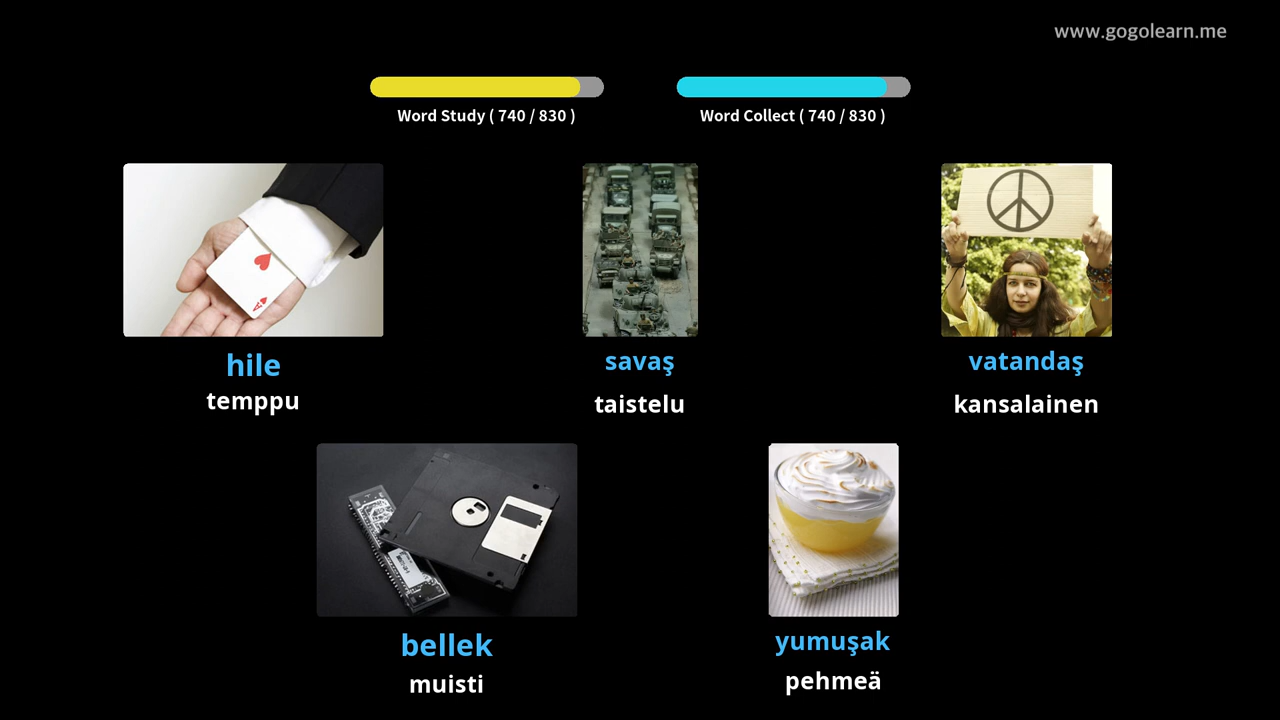 www.gogolearn.me
Word Study ( 740 / 830 )
Word Collect ( 740 / 830 )
hile
temppu
savaş
taistelu
vatandaş
kansalainen
bellek
muisti
yumuşak
pehmeä